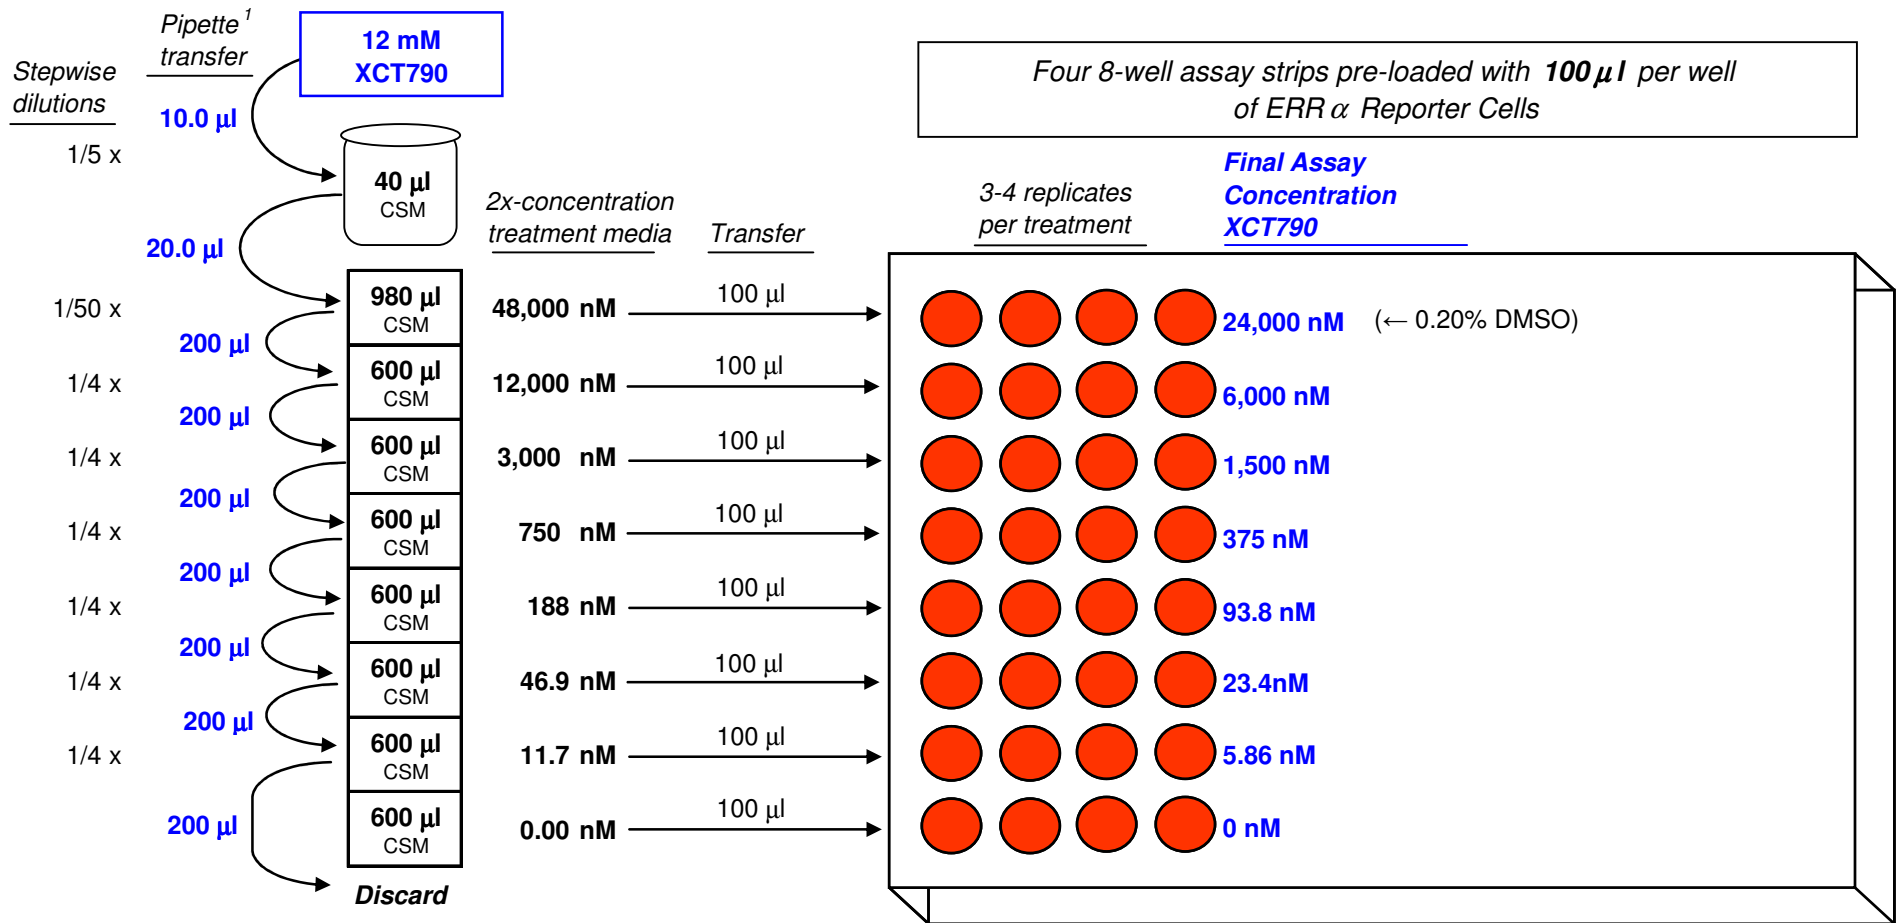 Stepwise
dilutions
Pipette 1
transfer
12 mM
XCT790
Four 8-well assay strips pre-loaded with 100 μl per well
of ERR α Reporter Cells
10.0 μl
1/5 x
40 μl
CSM
20.0 μl
2x-concentration
treatment media
Transfer
3-4 replicates
per treatment
Final Assay
Concentration
XCT790
1/50 x
980 μl
CSM
48,000 nM
100 μl
24,000 nM
(← 0.20% DMSO)
200 μl
1/4 x
600 μl
CSM
12,000 nM
100 μl
6,000 nM
200 μl
1/4 x
600 μl
CSM
3,000 nM
100 μl
1,500 nM
200 μl
1/4 x
600 μl
CSM
750 nM
100 μl
375 nM
200 μl
1/4 x
600 μl
CSM
188 nM
100 μl
93.8 nM
200 μl
1/4 x
600 μl
CSM
46.9 nM
100 μl
23.4nM
200 μl
1/4 x
600 μl
CSM
11.7 nM
100 μl
5.86 nM
200 μl
600 μl
CSM
0.00 nM
100 μl
0 nM
Discard